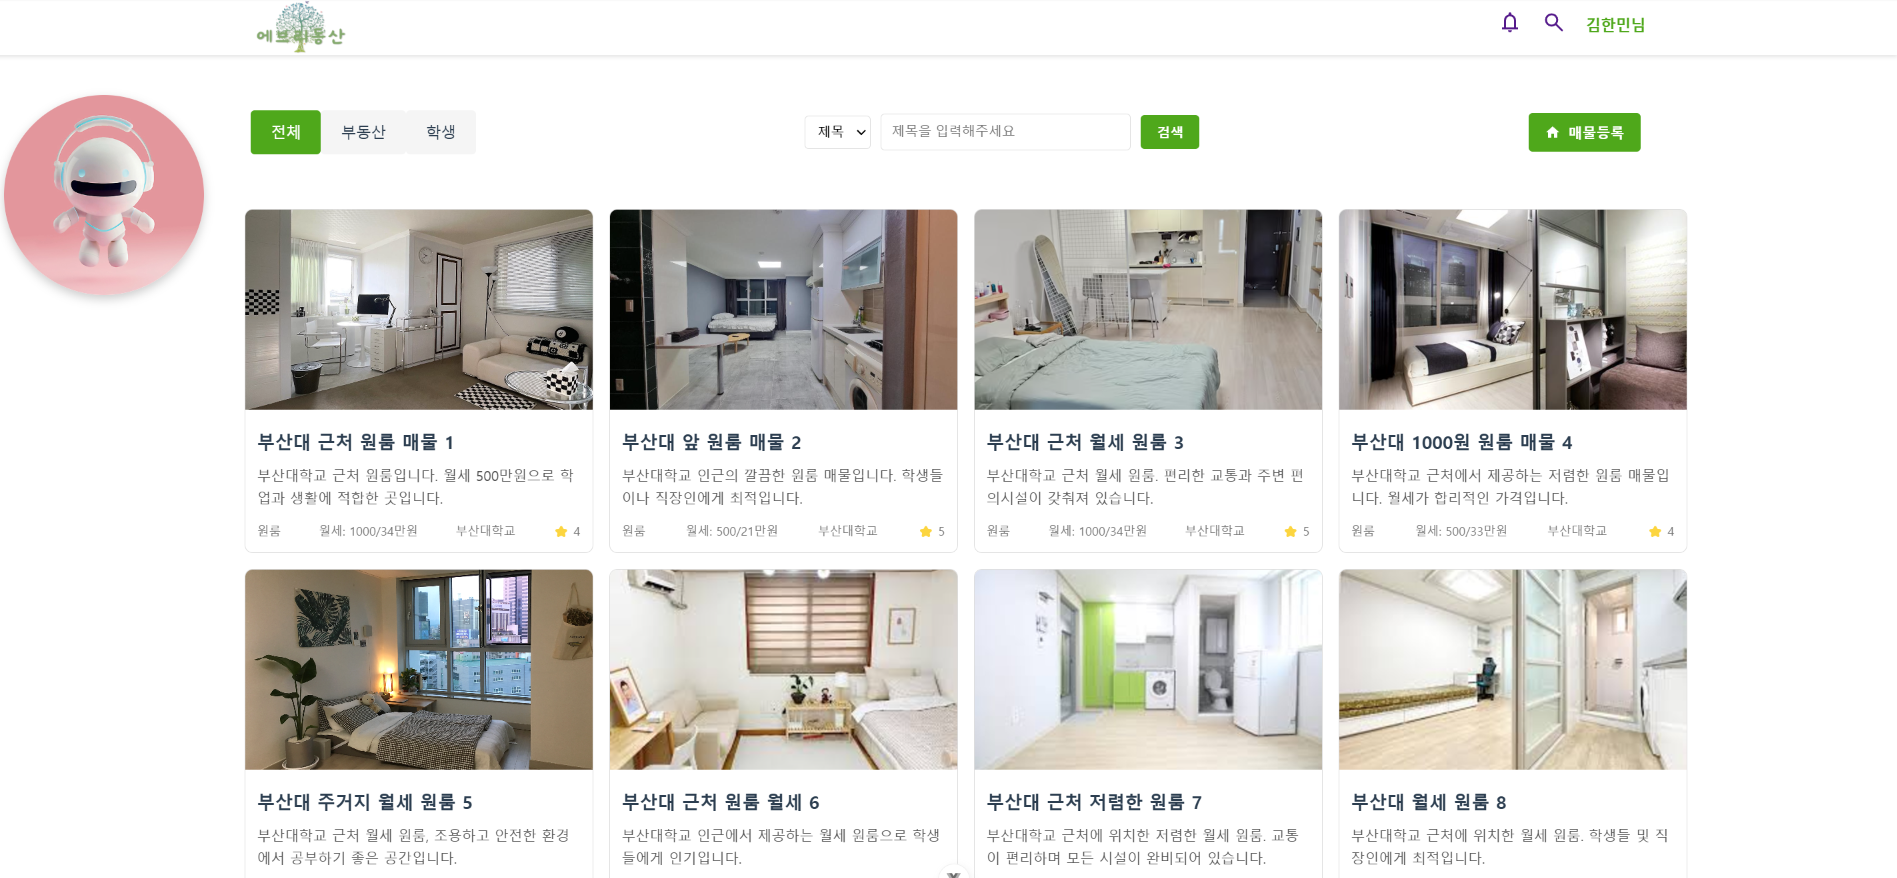 에브리동산
김한민님
전체
부동산
학생
제목
제목을 입력해주세요
검색
매물등록
부산대 근처 원룸 매물 1
부산대학교 근처 원룸입니다. 월세 500만원으로 학
업과 생활에 적합한 곳입니다.
원룸 월세: 1000/34만원 부산대학교 4
부산대 앞 원룸 매물 2
부산대학교 인근의 깔끔한 원룸 매물입니다. 학생들
이나 직장인에게 최적입니다.
원룸 월세: 500/21만원 부산대학교 5
부산대 근처 월세 원룸 3
부산대학교 근처 월세 원룸. 편리한 교통과 주변 편
의시설이 갖춰져 있습니다.
원룸 월세: 1000/34만원 부산대학교 5
부산대 1000원 원룸 매물 4
부산대학교 근처에서 제공하는 저렴한 원룸 매물입
니다. 월세가 합리적인 가격입니다.
원룸 월세: 500/33만원 부산대학교 4
부산대 주거지 월세 원룸 5
부산대학교 근처 월세 원룸, 조용하고 안전한 환경
에서 공부하기 좋은 공간입니다.
부산대 근처 원룸 월세 6
부산대학교 인근에서 제공하는 월세 원룸으로 학생
들에게 인기입니다.
부산대 근처 저렴한 원룸 7
부산대학교 근처에 위치한 저렴한 월세 원룸. 교통
이 편리하며 모든 시설이 완비되어 있습니다.
부산대 월세 원룸 8
부산대학교 근처에 위치한 월세 원룸. 학생들 및 직
장인에게 최적입니다.